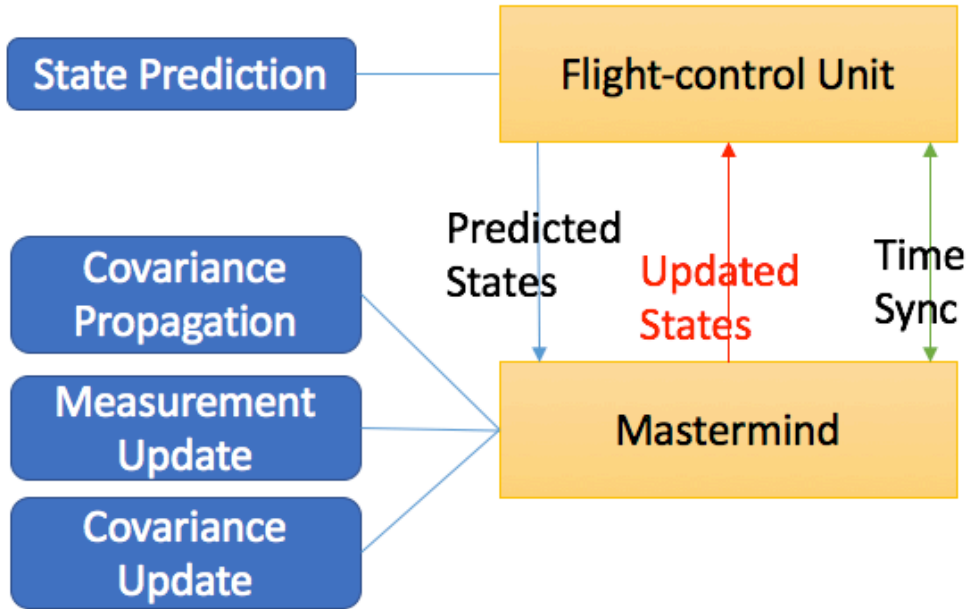 State Prediction
Flight-control Unit
Predicted
States
Updated
States
Time
Sync
Covariance
Propagation
Measurement
Update
Covariance
Update
Mastermind